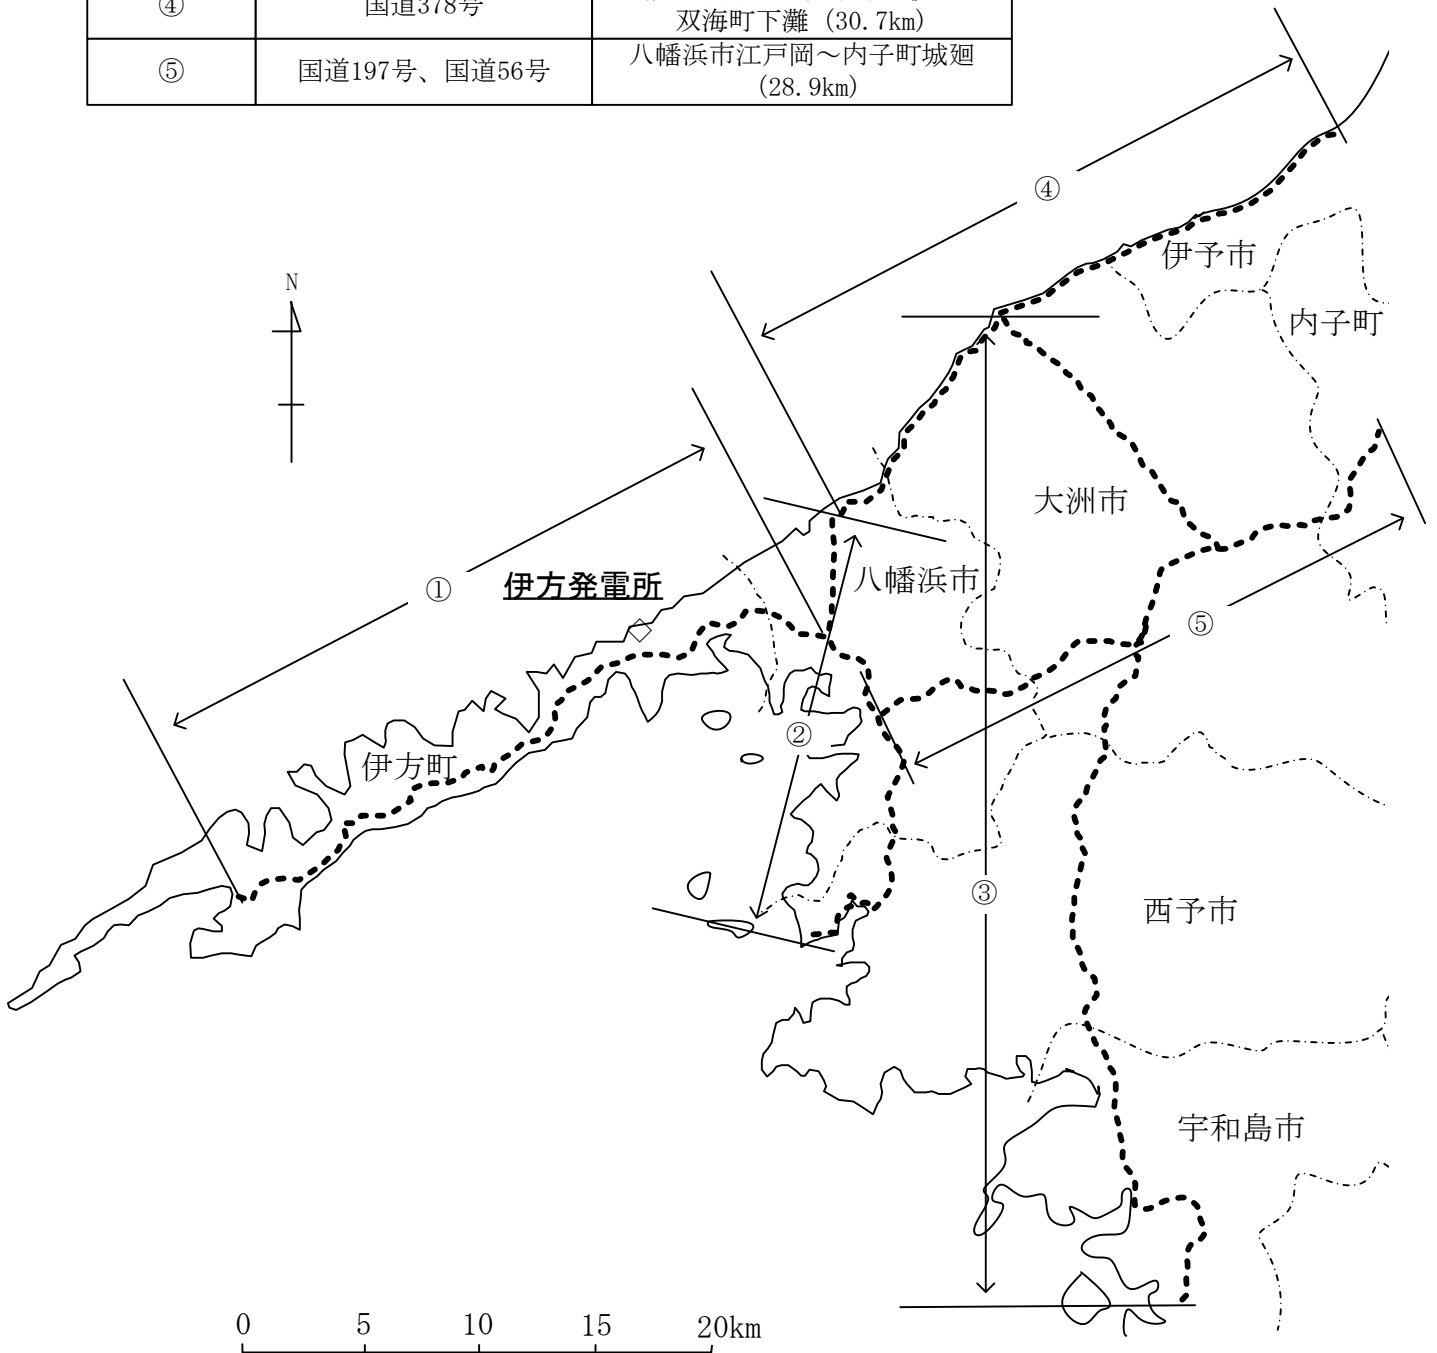 ④
国道378号
双海町下灘 (30.7km)
⑤
国道197号、国道56号
八幡浜市江戸岡～内子町城廻
(28.9km)
④
伊予市
N
内子町
大洲市
①
伊方発電所
八幡浜市
⑤
②
伊方町
③
西予市
宇和島市
0 5 10 15 20km